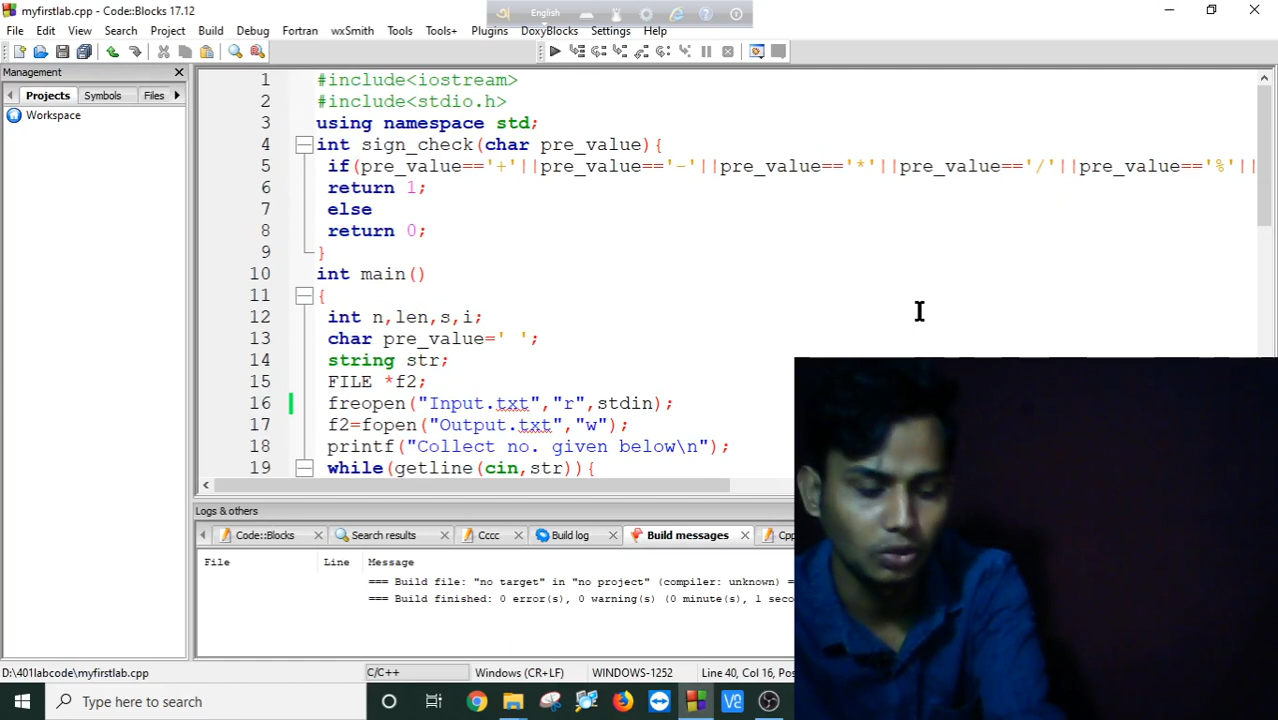 myfirstlab.cpp - Code::Blocks 17.12
English
File Edit View Search Project Build Debug Fortran wxSmith Tools Tools+ Plugins DoxyBlocks Settings Help
Management
Projects Symbols Files
Workspace
1 #include<iostream>
2 #include<stdio.h>
3 using namespace std;
4 int sign_check(char pre_value){
5 if(pre_value=='+'||pre_value=='-'||pre_value=='*'||pre_value=='/'||pre_value=='%'||
6 return 1;
7 else
8 return 0;
9 }
10 int main()
11 {
12 int n,len,s,i;
13 char pre_value=' ';
14 string str;
15 FILE *f2;
16 freopen("Input.txt","r",stdin);
17 f2=fopen("Output.txt","w");
18 printf("Collect no. given below\n");
19 while(getline(cin,str)){
Logs & others
Code::Blocks Search results Cccc Build log Build messages Cpp
File Line Message
=== Build file: "no target" in "no project" (compiler: unknown) =
=== Build finished: 0 error(s), 0 warning(s) (0 minute(s), 1 seco
D:\401labcode\myfirstlab.cpp C/C++ Windows (CR+LF) WINDOWS-1252 Line 40, Col 16, Pos
Type here to search